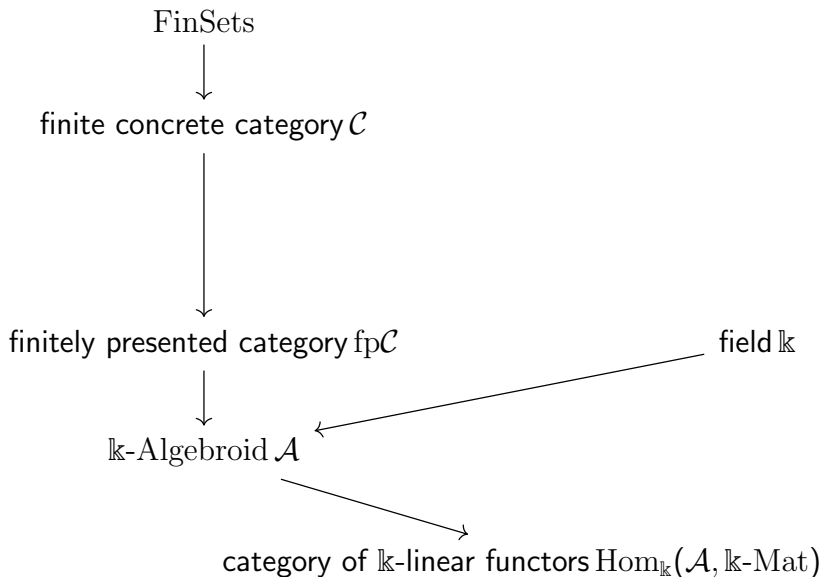 FinSets
finite concrete category 𝒞
finitely presented category fp𝒞
field 𝕜
𝕜-Algebroid 𝒜
category of 𝕜-linear functors Hom𝕜(𝒜, 𝕜-Mat)